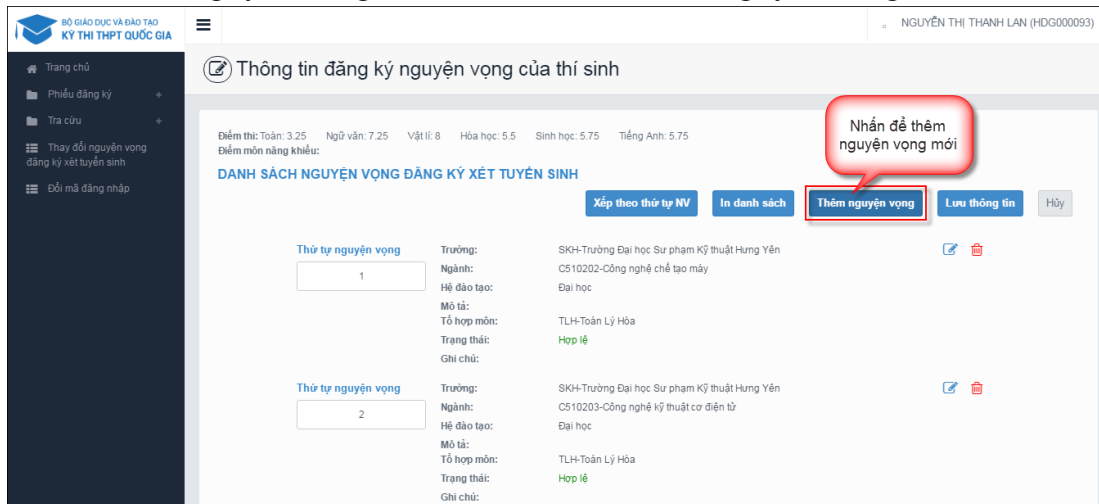 BỘ GIÁO DỤC VÀ ĐÀO TẠO
KỲ THI THPT QUỐC GIA
NGUYỄN THỊ THANH LAN (HDG000093)
Trang chủ
Phiếu đăng ký +
Tra cứu +
Thay đổi nguyện vọng
đăng ký xét tuyển sinh
Đổi mã đăng nhập
Thông tin đăng ký nguyện vọng của thí sinh
Điểm thi: Toán: 3.25 Ngữ văn: 7.25 Vật lí: 8 Hóa học: 5.5 Sinh học: 5.75 Tiếng Anh: 5.75
Điểm môn năng khiếu:
Nhấn để thêm
nguyện vọng mới
DANH SÁCH NGUYỆN VỌNG ĐĂNG KÝ XÉT TUYỂN SINH
Xếp theo thứ tự NV In danh sách Thêm nguyện vọng Lưu thông tin Hủy
Thứ tự nguyện vọng
1
Trường: SKH-Trường Đại học Sư phạm Kỹ thuật Hưng Yên
Ngành: C510202-Công nghệ chế tạo máy
Hệ đào tạo: Đại học
Mô tả:
Tổ hợp môn: TLH-Toán Lý Hóa
Trạng thái: Hợp lệ
Ghi chú:
Thứ tự nguyện vọng
2
Trường: SKH-Trường Đại học Sư phạm Kỹ thuật Hưng Yên
Ngành: C510203-Công nghệ kỹ thuật cơ điện tử
Hệ đào tạo: Đại học
Mô tả:
Tổ hợp môn: TLH-Toán Lý Hóa
Trạng thái: Hợp lệ
Ghi chú: